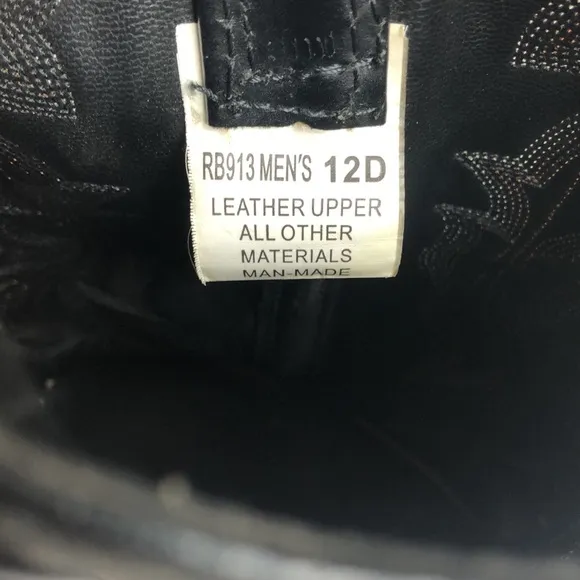 RB913 MEN'S 12D
LEATHER UPPER
ALL OTHER
MATERIALS
MAN-MADE